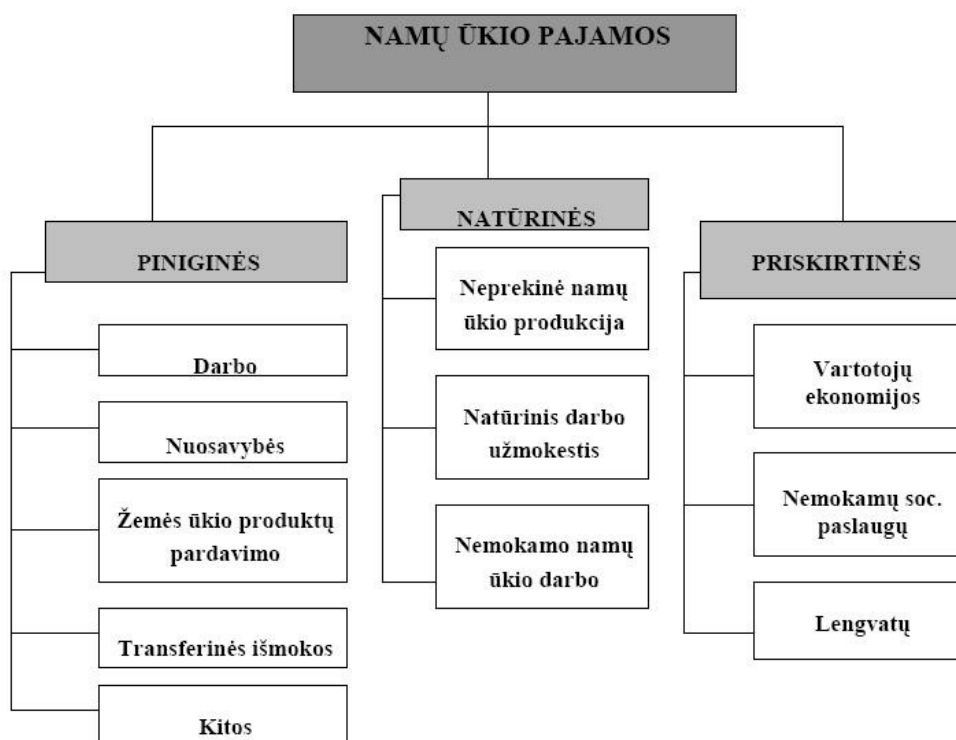 NAMŲ ŪKIO PAJAMOS
PINIGINĖS
Darbo
Nuosavybės
Žemės ūkio produktų
pardavimo
Transferinės išmokos
Kitos
NATŪRINĖS
Neprekinė namų
ūkio produkcija
Natūrinis darbo
užmokestis
Nemokamo namų
ūkio darbo
PRISKIRTINĖS
Vartotojų
ekonomijos
Nemokamų soc.
paslaugų
Lengvatų